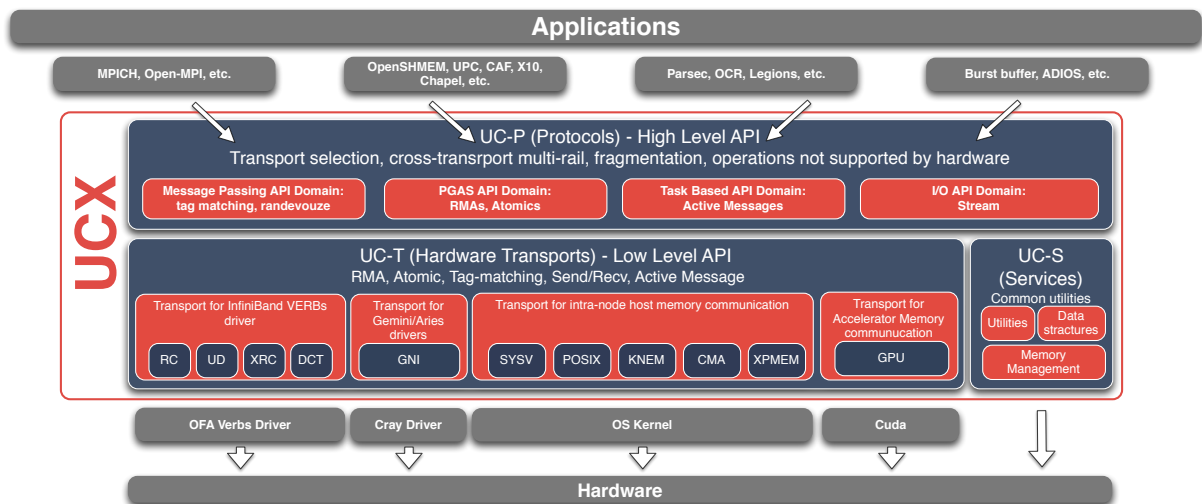 Applications
MPICH, Open-MPI, etc.
OpenSHMEM, UPC, CAF, X10,
Chapel, etc.
Parsec, OCR, Legions, etc.
Burst buffer, ADIOS, etc.
UCX
UC-P (Protocols) - High Level API
Transport selection, cross-transrport multi-rail, fragmentation, operations not supported by hardware
Message Passing API Domain:
tag matching, randevouze
PGAS API Domain:
RMAs, Atomics
Task Based API Domain:
Active Messages
I/O API Domain:
Stream
UC-T (Hardware Transports) - Low Level API
RMA, Atomic, Tag-matching, Send/Recv, Active Message
Transport for InfiniBand VERBs
driver
RC
UD
XRC
DCT
Transport for
Gemini/Aries
drivers
GNI
Transport for intra-node host memory communication
SYSV
POSIX
KNEM
CMA
XPMEM
Transport for
Accelerator Memory
communucation
GPU
UC-S
(Services)
Common utilities
Utilities
Data
stractures
Memory
Management
OFA Verbs Driver
Cray Driver
OS Kernel
Cuda
Hardware